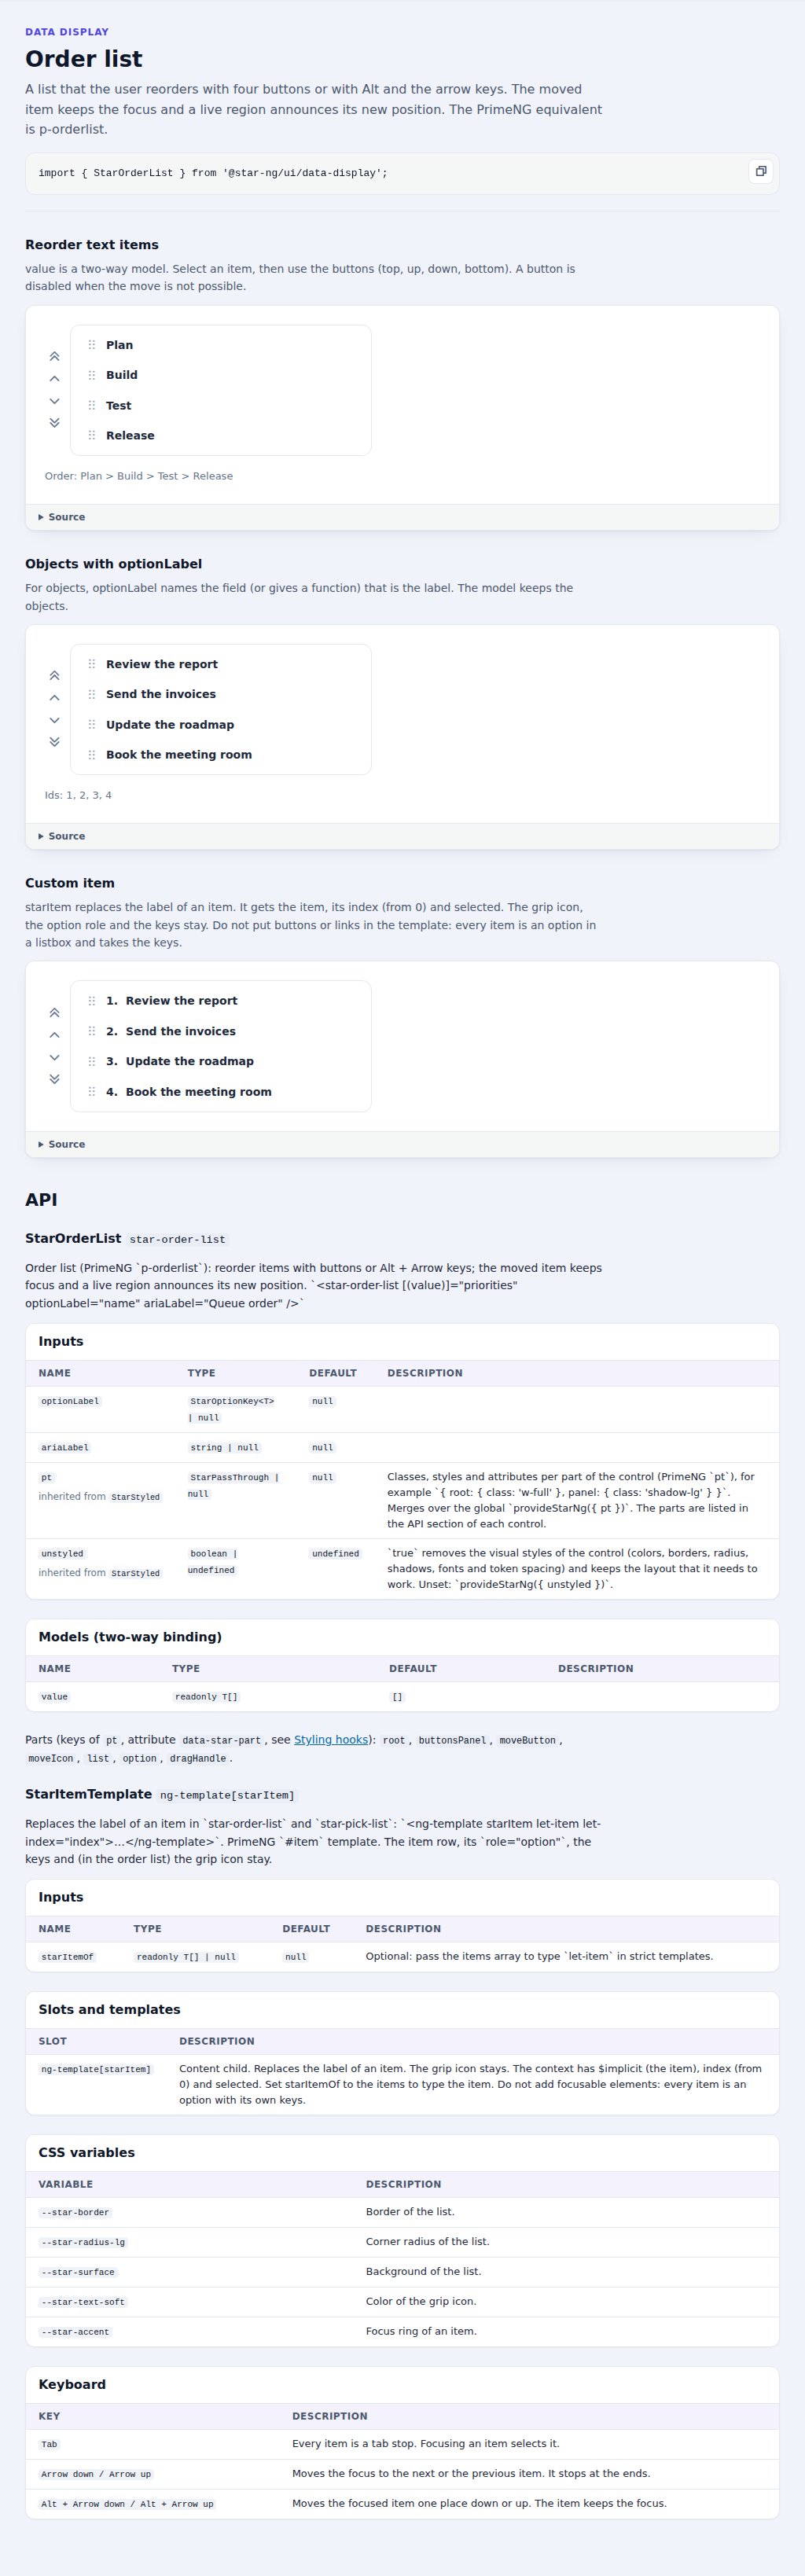 DATA DISPLAY
Order list
A list that the user reorders with four buttons or with Alt and the arrow keys. The moved
item keeps the focus and a live region announces its new position. The PrimeNG equivalent
is p-orderlist.
import { StarOrderList } from '@star-ng/ui/data-display';
Reorder text items
value is a two-way model. Select an item, then use the buttons (top, up, down, bottom). A button is
disabled when the move is not possible.
Plan
Build
Test
Release
Order: Plan > Build > Test > Release
Source
Objects with optionLabel
For objects, optionLabel names the field (or gives a function) that is the label. The model keeps the
objects.
Review the report
Send the invoices
Update the roadmap
Book the meeting room
Ids: 1, 2, 3, 4
Source
Custom item
starItem replaces the label of an item. It gets the item, its index (from 0) and selected. The grip icon,
the option role and the keys stay. Do not put buttons or links in the template: every item is an option in
a listbox and takes the keys.
1. Review the report
2. Send the invoices
3. Update the roadmap
4. Book the meeting room
Source
API
StarOrderList star-order-list
Order list (PrimeNG `p-orderlist`): reorder items with buttons or Alt + Arrow keys; the moved item keeps
focus and a live region announces its new position. `<star-order-list [(value)]="priorities"
optionLabel="name" ariaLabel="Queue order" />`
Inputs
NAME TYPE DEFAULT DESCRIPTION
optionLabel StarOptionKey<T> null
| null
ariaLabel string | null null
pt StarPassThrough | null Classes, styles and attributes per part of the control (PrimeNG `pt`), for
inherited from StarStyled null example `{ root: { class: 'w-full' }, panel: { class: 'shadow-lg' } }`.
Merges over the global `provideStarNg({ pt })`. The parts are listed in
the API section of each control.
unstyled boolean | undefined `true` removes the visual styles of the control (colors, borders, radius,
inherited from StarStyled undefined shadows, fonts and token spacing) and keeps the layout that it needs to
work. Unset: `provideStarNg({ unstyled })`.
Models (two-way binding)
NAME TYPE DEFAULT DESCRIPTION
value readonly T[] []
Parts (keys of pt, attribute data-star-part, see Styling hooks): root, buttonsPanel, moveButton,
moveIcon, list, option, dragHandle.
StarItemTemplate ng-template[starItem]
Replaces the label of an item in `star-order-list` and `star-pick-list`: `<ng-template starItem let-item let-
index="index">…</ng-template>`. PrimeNG `#item` template. The item row, its `role="option"`, the
keys and (in the order list) the grip icon stay.
Inputs
NAME TYPE DEFAULT DESCRIPTION
starItemOf readonly T[] | null null Optional: pass the items array to type `let-item` in strict templates.
Slots and templates
SLOT DESCRIPTION
ng-template[starItem] Content child. Replaces the label of an item. The grip icon stays. The context has $implicit (the item), index (from
0) and selected. Set starItemOf to the items to type the item. Do not add focusable elements: every item is an
option with its own keys.
CSS variables
VARIABLE DESCRIPTION
--star-border Border of the list.
--star-radius-lg Corner radius of the list.
--star-surface Background of the list.
--star-text-soft Color of the grip icon.
--star-accent Focus ring of an item.
Keyboard
KEY DESCRIPTION
Tab Every item is a tab stop. Focusing an item selects it.
Arrow down / Arrow up Moves the focus to the next or the previous item. It stops at the ends.
Alt + Arrow down / Alt + Arrow up Moves the focused item one place down or up. The item keeps the focus.